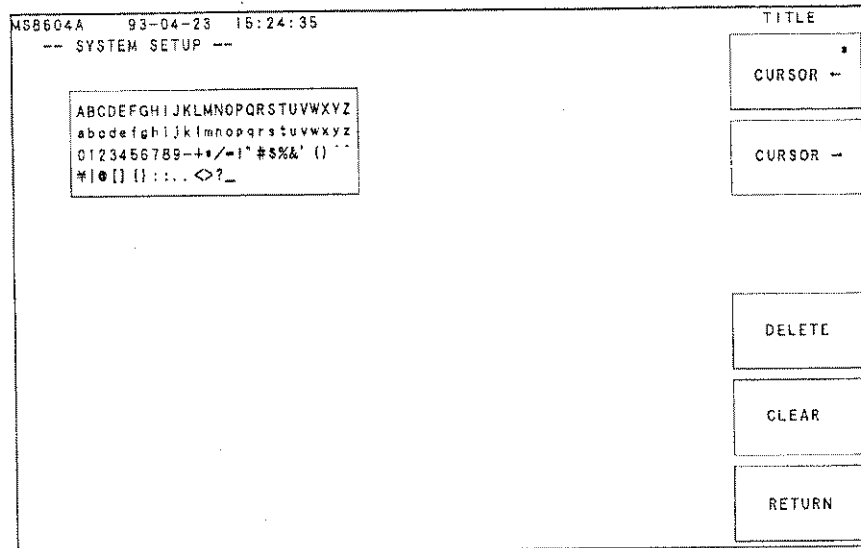 MS8604A 93-04-23 15:24:35
-- SYSTEM SETUP --
ABCDEFGHIJKLMNOPQRSTUVWXYZ
abcdefghijklmnopqrstuvwxyz
0123456789-+*/=!"#$%&'()^~
¥|@[]{}:;,.<>?_
TITLE
*
CURSOR ←
CURSOR →
DELETE
CLEAR
RETURN